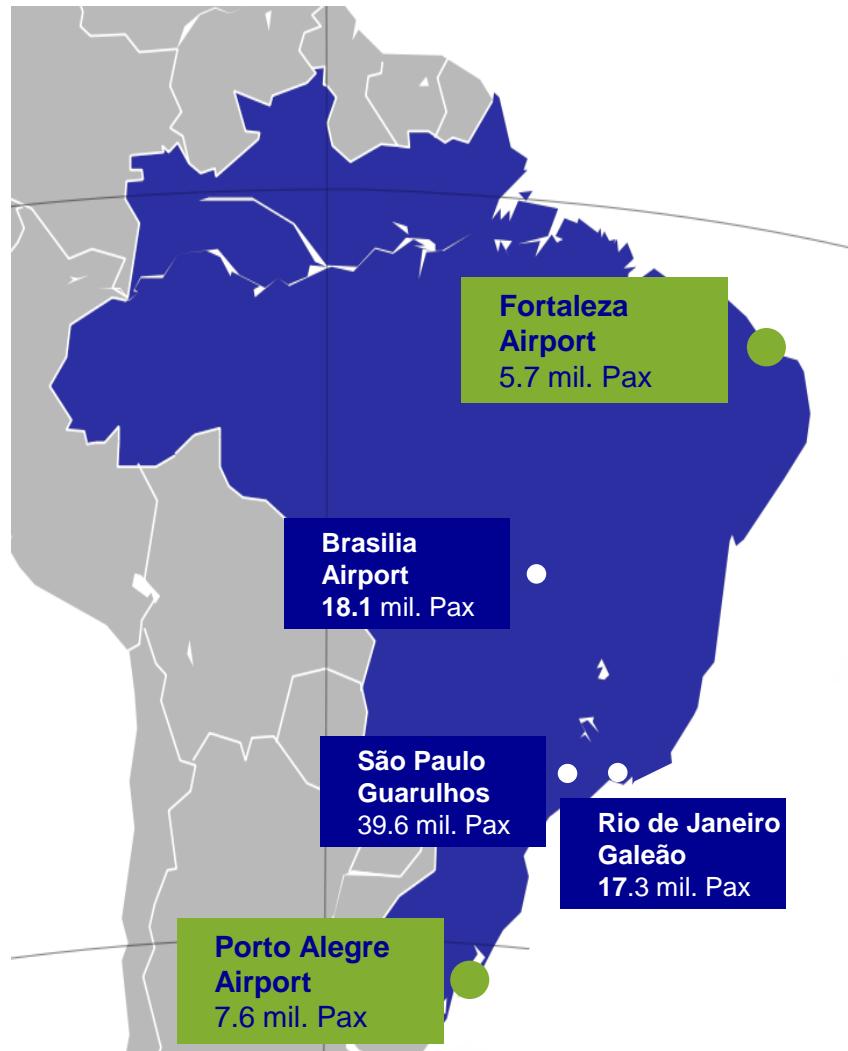 Fortaleza
Airport
5.7 mil. Pax
Brasilia
Airport
18.1 mil. Pax
São Paulo
Guarulhos
39.6 mil. Pax
Rio de Janeiro
Galeão
17.3 mil. Pax
Porto Alegre
Airport
7.6 mil. Pax